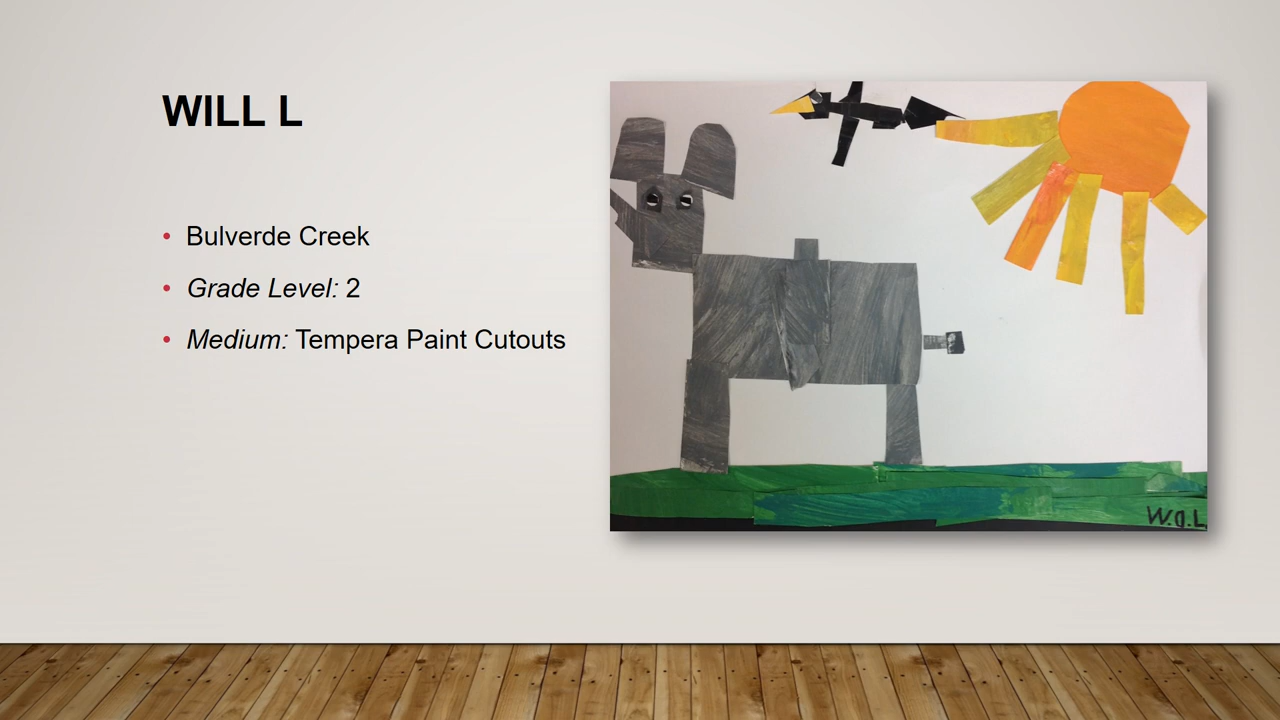 WILL L
• Bulverde Creek
• Grade Level: 2
• Medium: Tempera Paint Cutouts
W.a.L